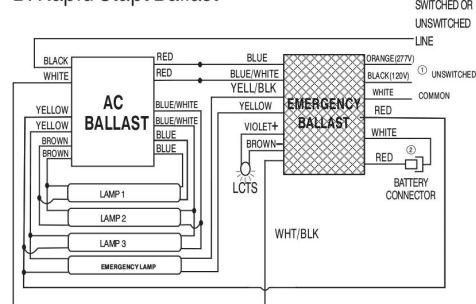 D. Rapid Start Ballast
SWITCHED OR
UNSWITCHED
LINE
BLACK
WHITE
RED
RED
BLUE
BLUE/WHITE
YELL/BLK
YELLOW
ORANGE(277V)
BLACK(120V)
① UNSWITCHED
WHITE
COMMON
RED
WHITE
②
RED
BATTERY
CONNECTOR
EMERGENCY
BALLAST
VIOLET+
BROWN-
LCTS
WHT/BLK
AC
BALLAST
YELLOW
YELLOW
BROWN
BROWN
BLUE/WHITE
BLUE/WHITE
BLUE
BLUE
LAMP 1
LAMP 2
LAMP 3
EMERGENCY LAMP